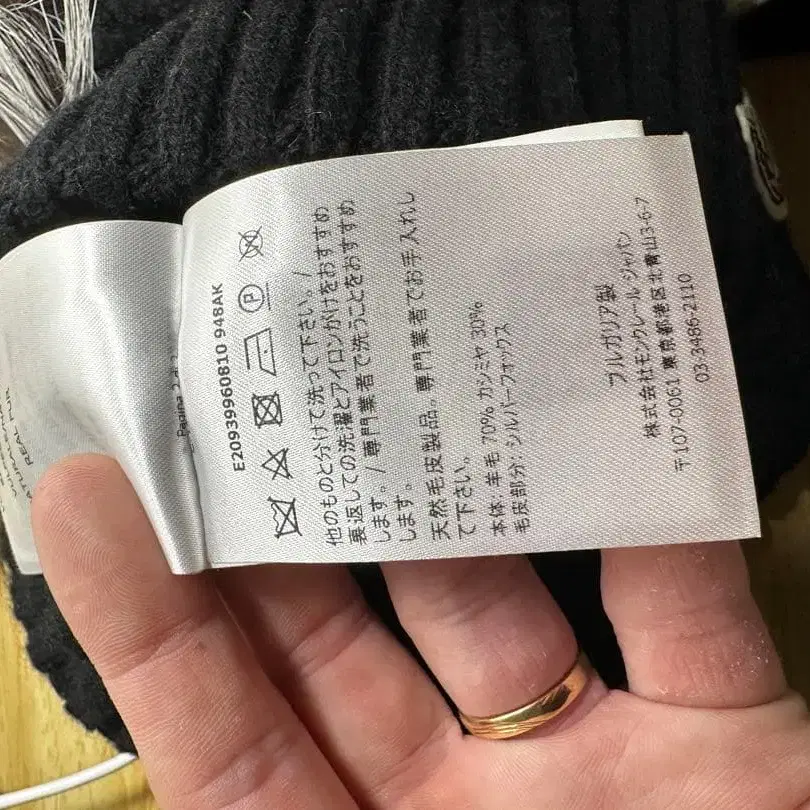 REAL FUR
Pagina 2 di 2
E20939960810 948AK
P
他のものと分けて洗って下さい。/
裏返しての洗濯とアイロンがけをおすすめ
します。/ 専門業者で洗うことをおすすめ
します。
天然毛皮製品。専門業者でお手入れし
て下さい。
本体: 羊毛 70% カシミヤ 30%
毛皮部分: シルバーフォックス
ブルガリア製
株式会社モンクレール ジャパン
〒107-0061 東京都港区北青山3-6-7
03-3486-2110